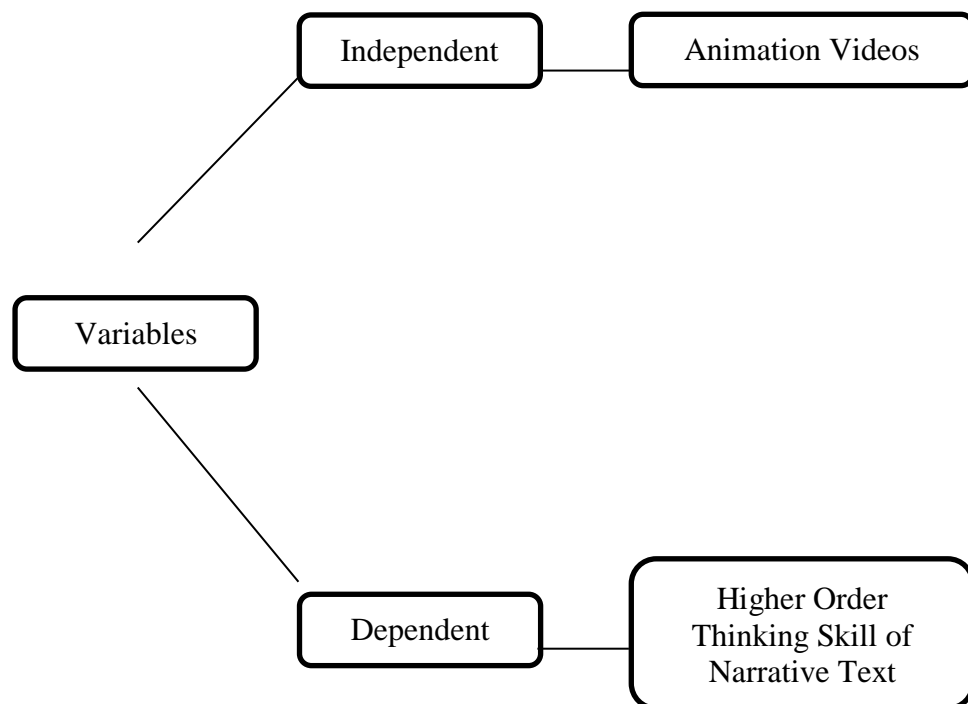 Independent
Animation Videos
Variables
Dependent
Higher Order
Thinking Skill of
Narrative Text